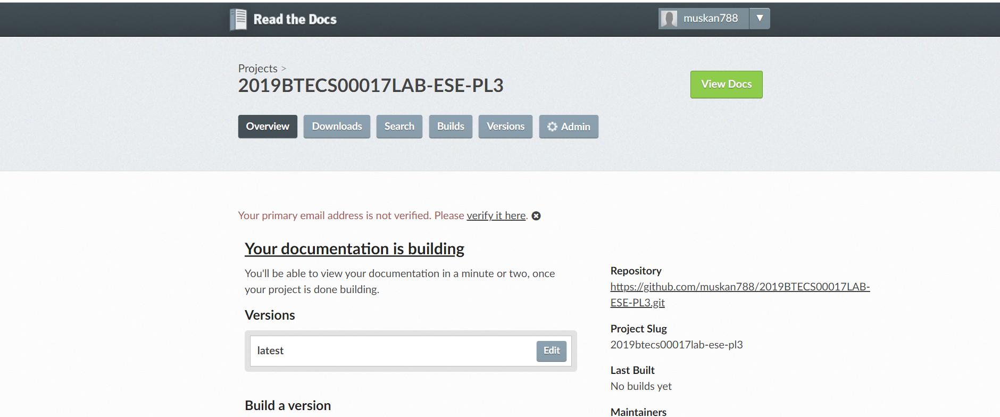 Read the Docs
muskan788 ▼
Projects >
2019BTECS00017LAB-ESE-PL3
View Docs
Overview
Downloads
Search
Builds
Versions
Admin
Your primary email address is not verified. Please verify it here.
Your documentation is building
You'll be able to view your documentation in a minute or two, once
your project is done building.
Versions
latest
Edit
Build a version
Repository
https://github.com/muskan788/2019BTECS00017LAB-
ESE-PL3.git
Project Slug
2019btecs00017lab-ese-pl3
Last Built
No builds yet
Maintainers